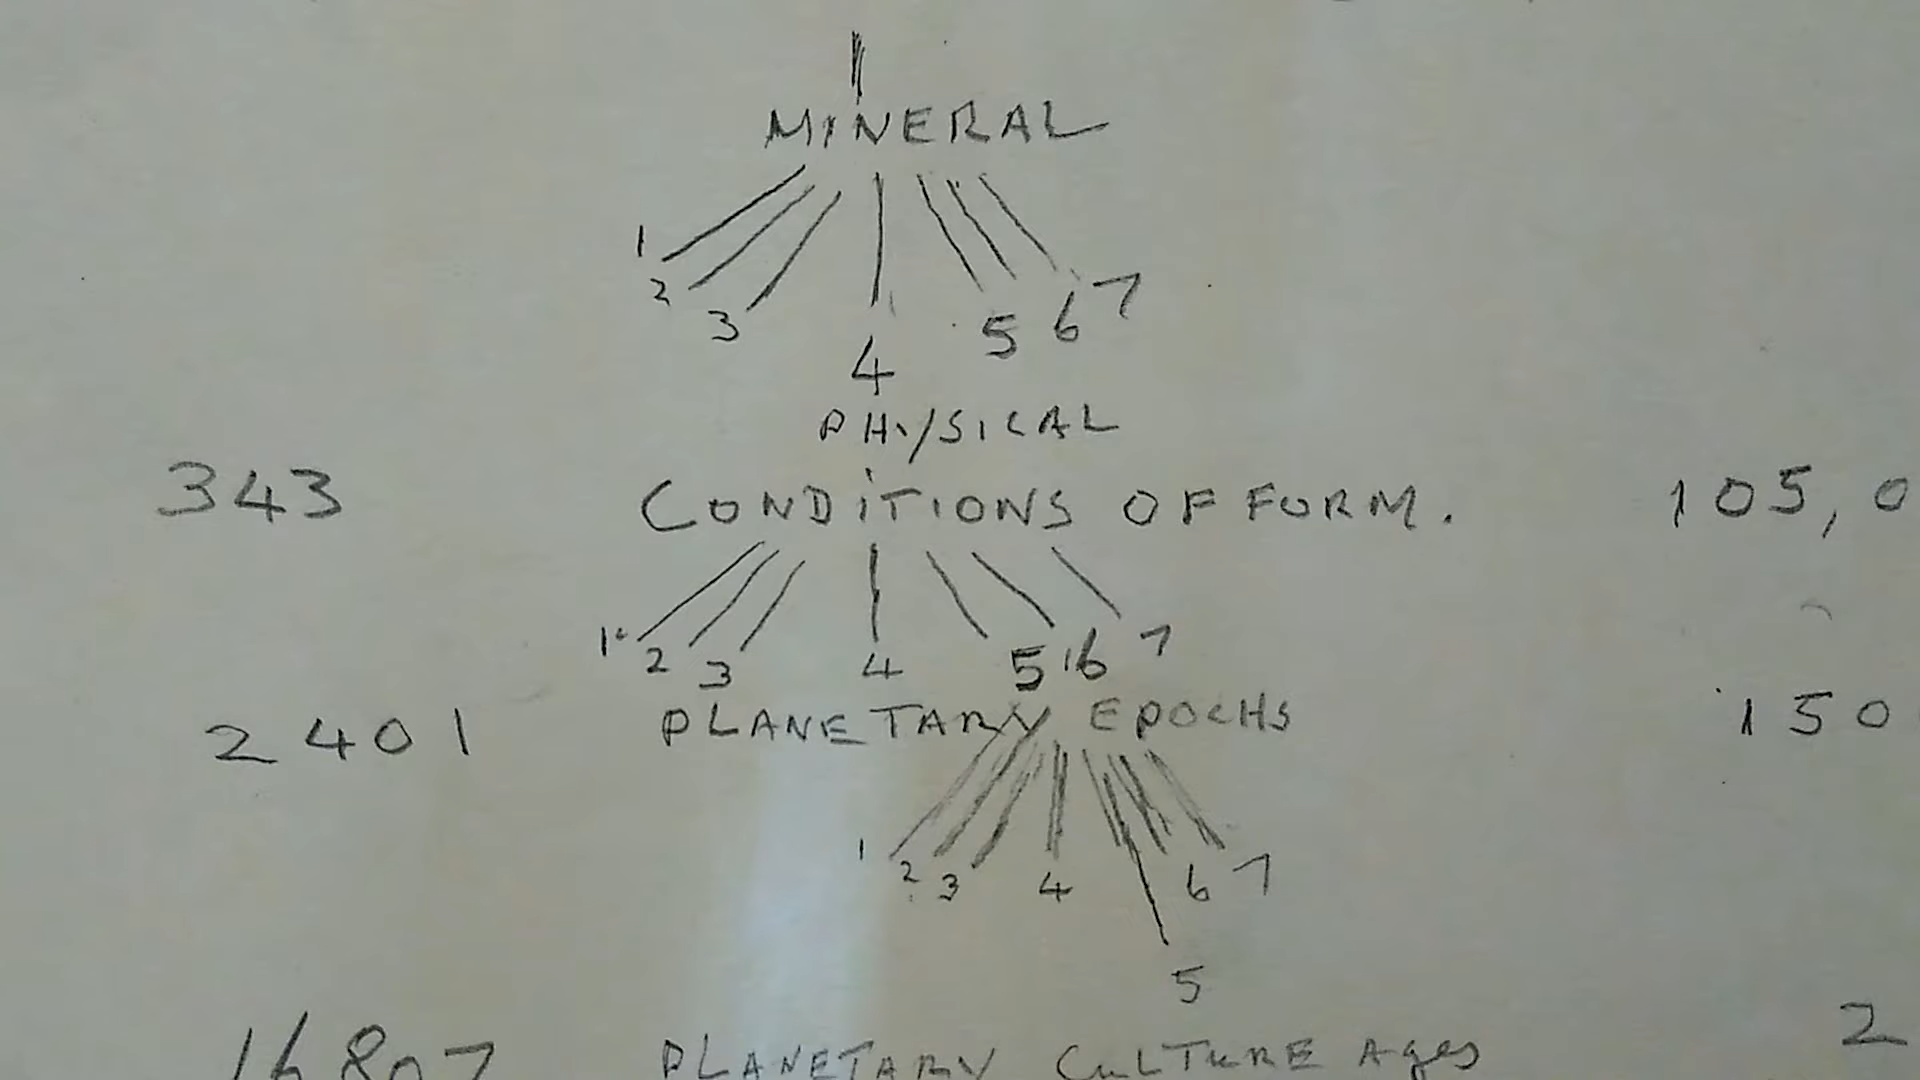 MINERAL
1 2 3 4 5 6 7
PHYSICAL
343 CONDITIONS OF FORM. 105,0
1 2 3 4 5 6 7
2401 PLANETARY EPOCHS 150
1 2 3 4 6 7
5
16807 PLANETARY CULTURE Ages 2